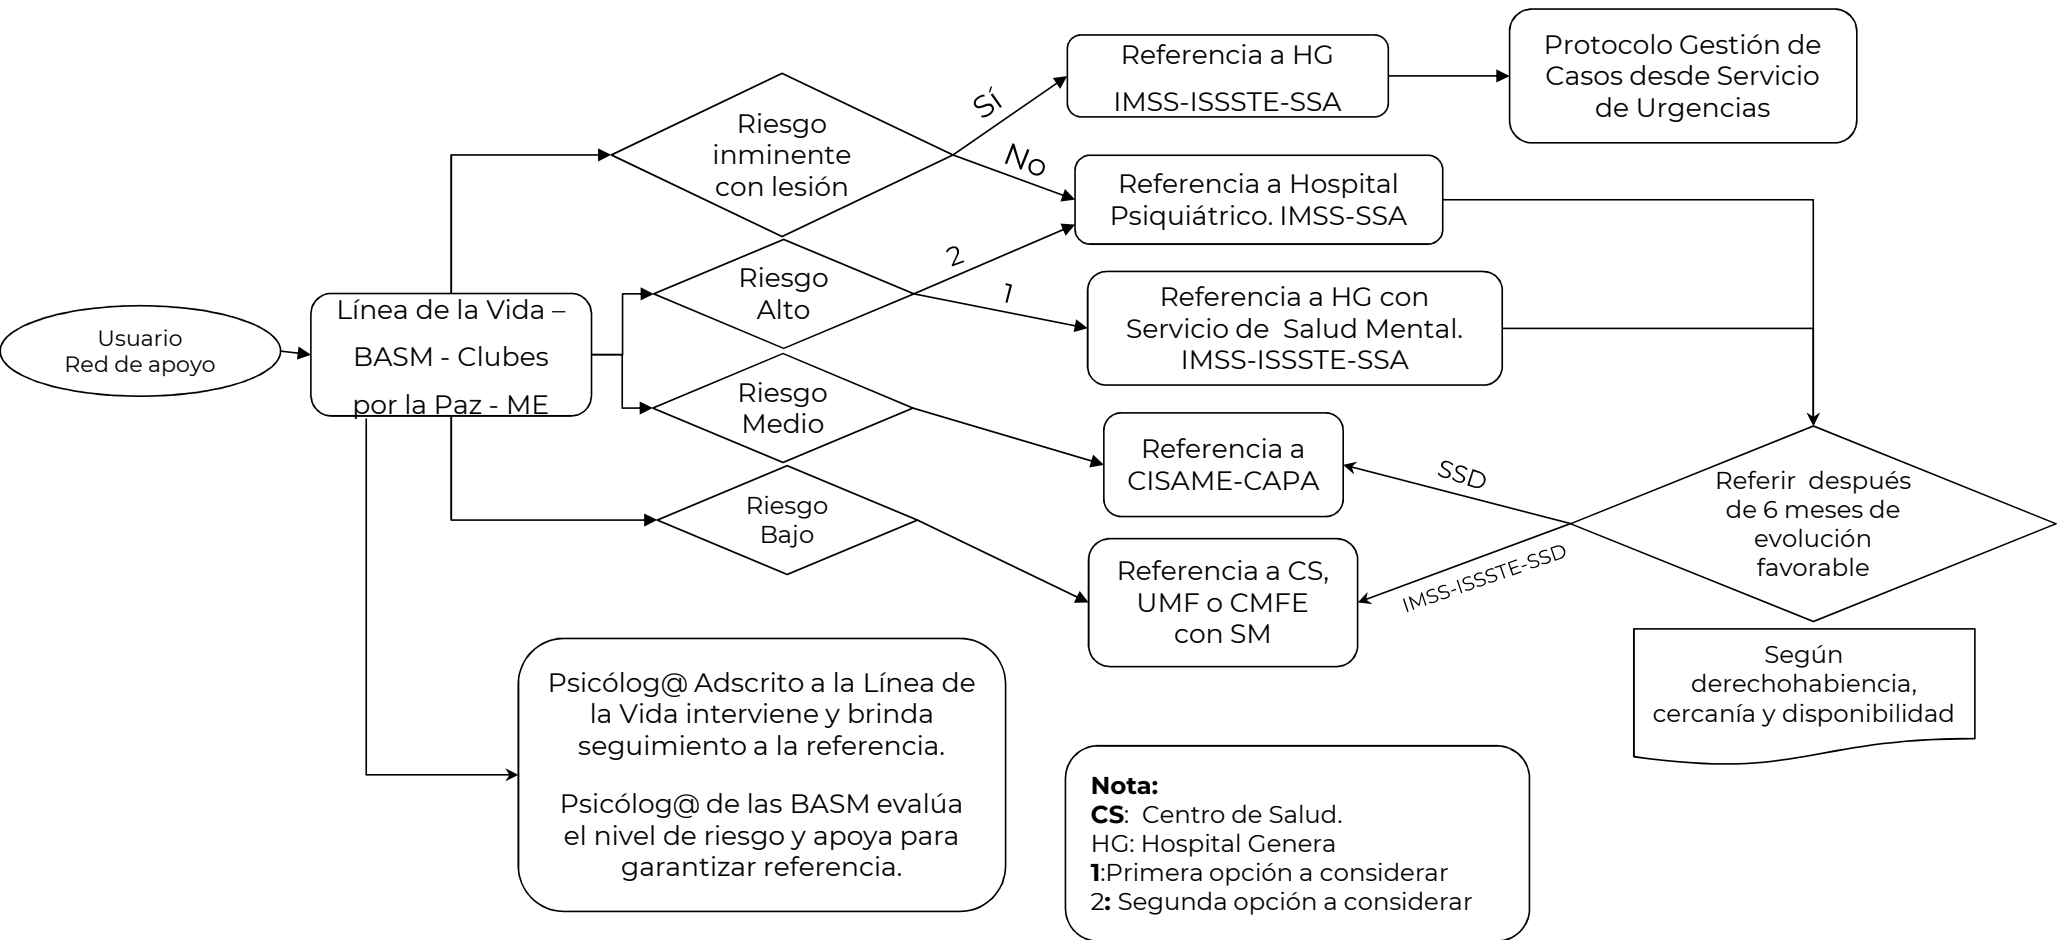 Usuario
Red de apoyo
Línea de la Vida –
BASM - Clubes
por la Paz - ME
Riesgo
inminente
con lesión
Sí
No
Referencia a HG
IMSS-ISSSTE-SSA
Protocolo Gestión de
Casos desde Servicio
de Urgencias
Referencia a Hospital
Psiquiátrico. IMSS-SSA
Riesgo
Alto
2
1
Referencia a HG con
Servicio de Salud Mental.
IMSS-ISSSTE-SSA
Riesgo
Medio
Referencia a
CISAME-CAPA
SSD
Referir después
de 6 meses de
evolución
favorable
Riesgo
Bajo
Referencia a CS,
UMF o CMFE
con SM
IMSS-ISSSTE-SSD
Según
derechohabiencia,
cercanía y disponibilidad
Psicólog@ Adscrito a la Línea de
la Vida interviene y brinda
seguimiento a la referencia.
Psicólog@ de las BASM evalúa
el nivel de riesgo y apoya para
garantizar referencia.
Nota:
CS: Centro de Salud.
HG: Hospital Genera
1:Primera opción a considerar
2: Segunda opción a considerar